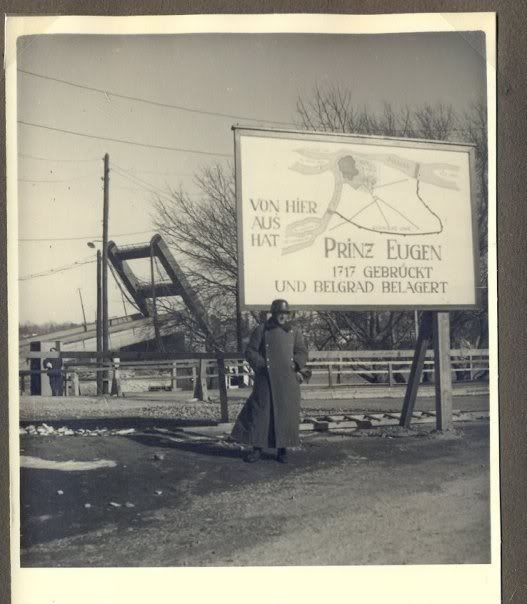 VON HIER
AUS
HAT
PRINZ EUGEN
1717 GEBRÜCKT
UND BELGRAD BELAGERT